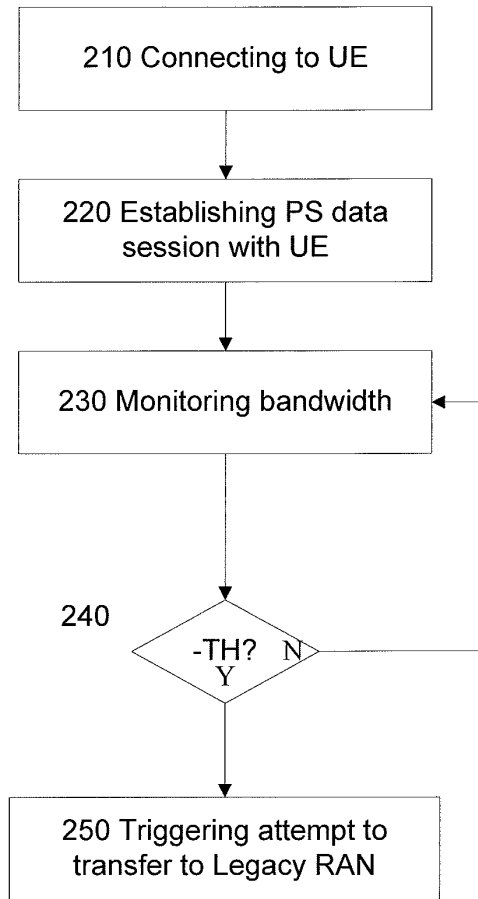 210 Connecting to UE
220 Establishing PS data
session with UE
230 Monitoring bandwidth
240
-TH? N
Y
250 Triggering attempt to
transfer to Legacy RAN